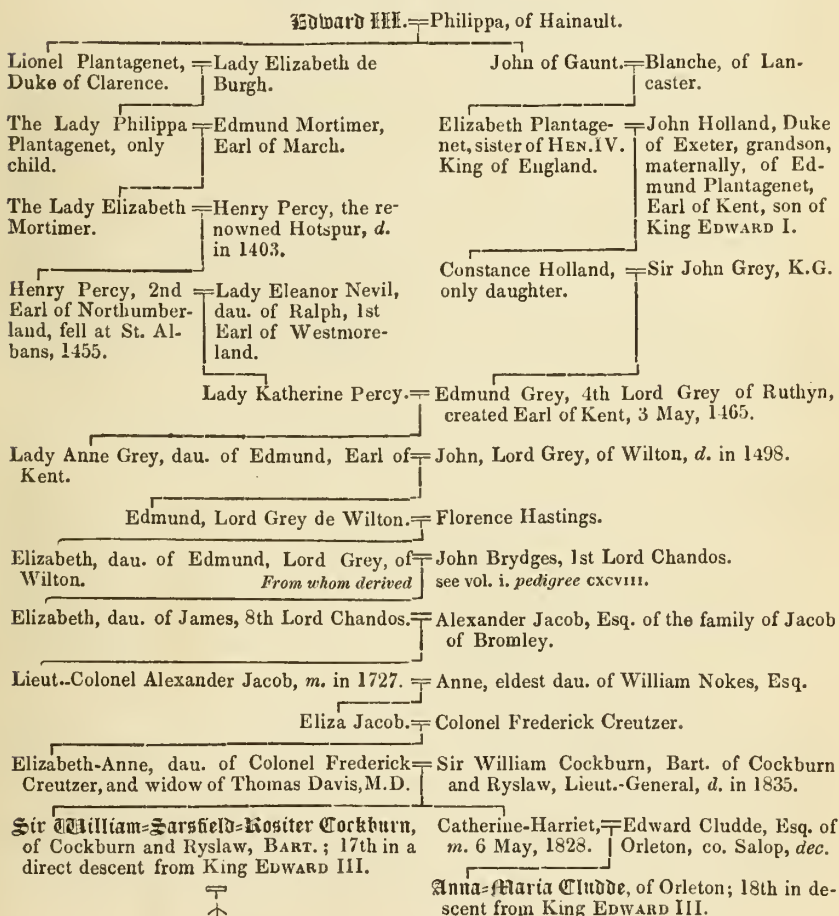 Edward III.=Philippa, of Hainault.
Lionel Plantagenet, Duke of Clarence.
=Lady Elizabeth de Burgh.
John of Gaunt.=Blanche, of Lan-
caster.
The Lady Philippa
Plantagenet, only
child.
=Edmund Mortimer,
Earl of March.
Elizabeth Plantage-
net, sister of HEN.IV.
King of England.
=John Holland, Duke
of Exeter, grandson,
maternally, of Ed-
mund Plantagenet,
Earl of Kent, son of
King EDWARD I.
The Lady Elizabeth
Mortimer.
=Henry Percy, the re-
nowned Hotspur, d.
in 1403.
Constance Holland,
only daughter.
=Sir John Grey, K.G.
Henry Percy, 2nd
Earl of Northumber-
land, fell at St. Al-
bans, 1455.
=Lady Eleanor Nevil,
dau. of Ralph, 1st
Earl of Westmore-
land.
Lady Katherine Percy.=Edmund Grey, 4th Lord Grey of Ruthyn,
created Earl of Kent, 3 May, 1465.
Lady Anne Grey, dau. of Edmund, Earl of
Kent.
=John, Lord Grey, of Wilton, d. in 1498.
Edmund, Lord Grey de Wilton.=Florence Hastings.
Elizabeth, dau. of Edmund, Lord Grey, of
Wilton. From whom derived
=John Brydges, 1st Lord Chandos.
see vol. i. pedigree CXCVIII.
Elizabeth, dau. of James, 8th Lord Chandos.=Alexander Jacob, Esq. of the family of Jacob
of Bromley.
Lieut..-Colonel Alexander Jacob, m. in 1727.=Anne, eldest dau. of William Nokes, Esq.
Eliza Jacob.=Colonel Frederick Creutzer.
Elizabeth-Anne, dau. of Colonel Frederick
Creutzer, and widow of Thomas Davis, M.D.
=Sir William Cockburn, Bart. of Cockburn
and Ryslaw, Lieut.-General, d. in 1835.
Sir William=Sarsfield=Rositer Cockburn,
of Cockburn and Ryslaw, BART.; 17th in a
direct descent from King EDWARD III.
Catherine-Harriet,
m. 6 May, 1828.
=Edward Cludde, Esq. of
Orleton, co. Salop, dec.
Anna=Maria Cludde, of Orleton; 18th in de-
scent from King EDWARD III.